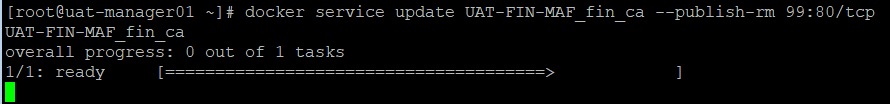 [root@uat-manager01 ~]# docker service update UAT-FIN-MAF_fin_ca --publish-rm 99:80/tcp
UAT-FIN-MAF_fin_ca
overall progress: 0 out of 1 tasks
1/1: ready     [======================================>            ]